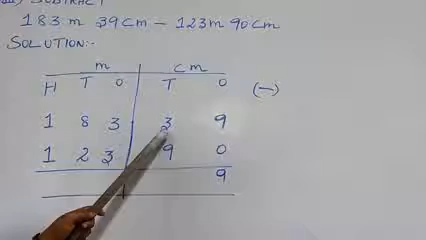 SUBTRACT
183 m 39 cm - 123 m 90 cm
SOLUTION:-
m cm
H T O T O (-)
1 8 3 3 9
1 2 3 9 0
9